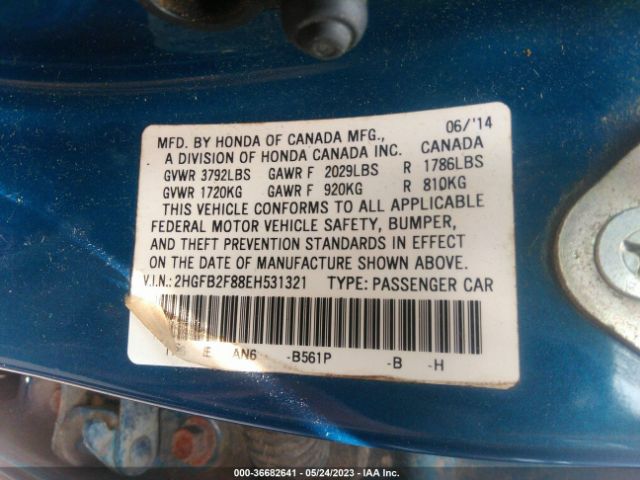 06/'14
MFD. BY HONDA OF CANADA MFG.,
A DIVISION OF HONDA CANADA INC. CANADA
GVWR 3792LBS GAWR F 2029LBS R 1786LBS
GVWR 1720KG GAWR F 920KG R 810KG
THIS VEHICLE CONFORMS TO ALL APPLICABLE
FEDERAL MOTOR VEHICLE SAFETY, BUMPER,
AND THEFT PREVENTION STANDARDS IN EFFECT
ON THE DATE OF MANUFACTURE SHOWN ABOVE.
V.I.N.: 2HGFB2F88EH531321 TYPE: PASSENGER CAR
E AN6 -B561P -B -H
000-36682641 - 05/24/2023 - IAA Inc.